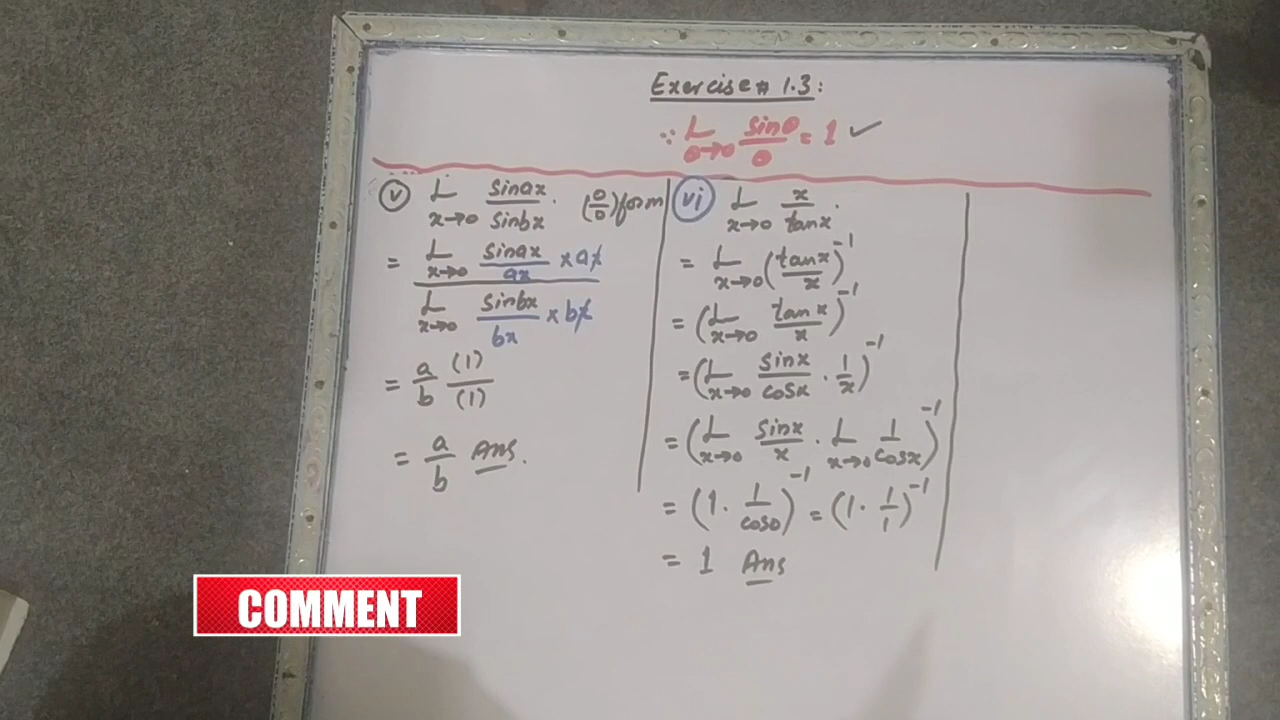 Exercise # 1.3:
∵ L θ→0 sinθ/θ = 1 ✓
(v) L x→0 sinax/sinbx . (0/0) form
= L x→0 sinax/ax × ax
L x→0 sinbx/bx × bx
= a/b (1)/(1)
= a/b Ans.
(vi) L x→0 x/tanx .
= L x→0 (tanx/x)^-1
= (L x→0 tanx/x)^-1
= (L x→0 sinx/cosx . 1/x)^-1
= (L x→0 sinx/x . L x→0 1/cosx)^-1
= (1 . 1/cos0)^-1 = (1 . 1/1)^-1
= 1 Ans
COMMENT